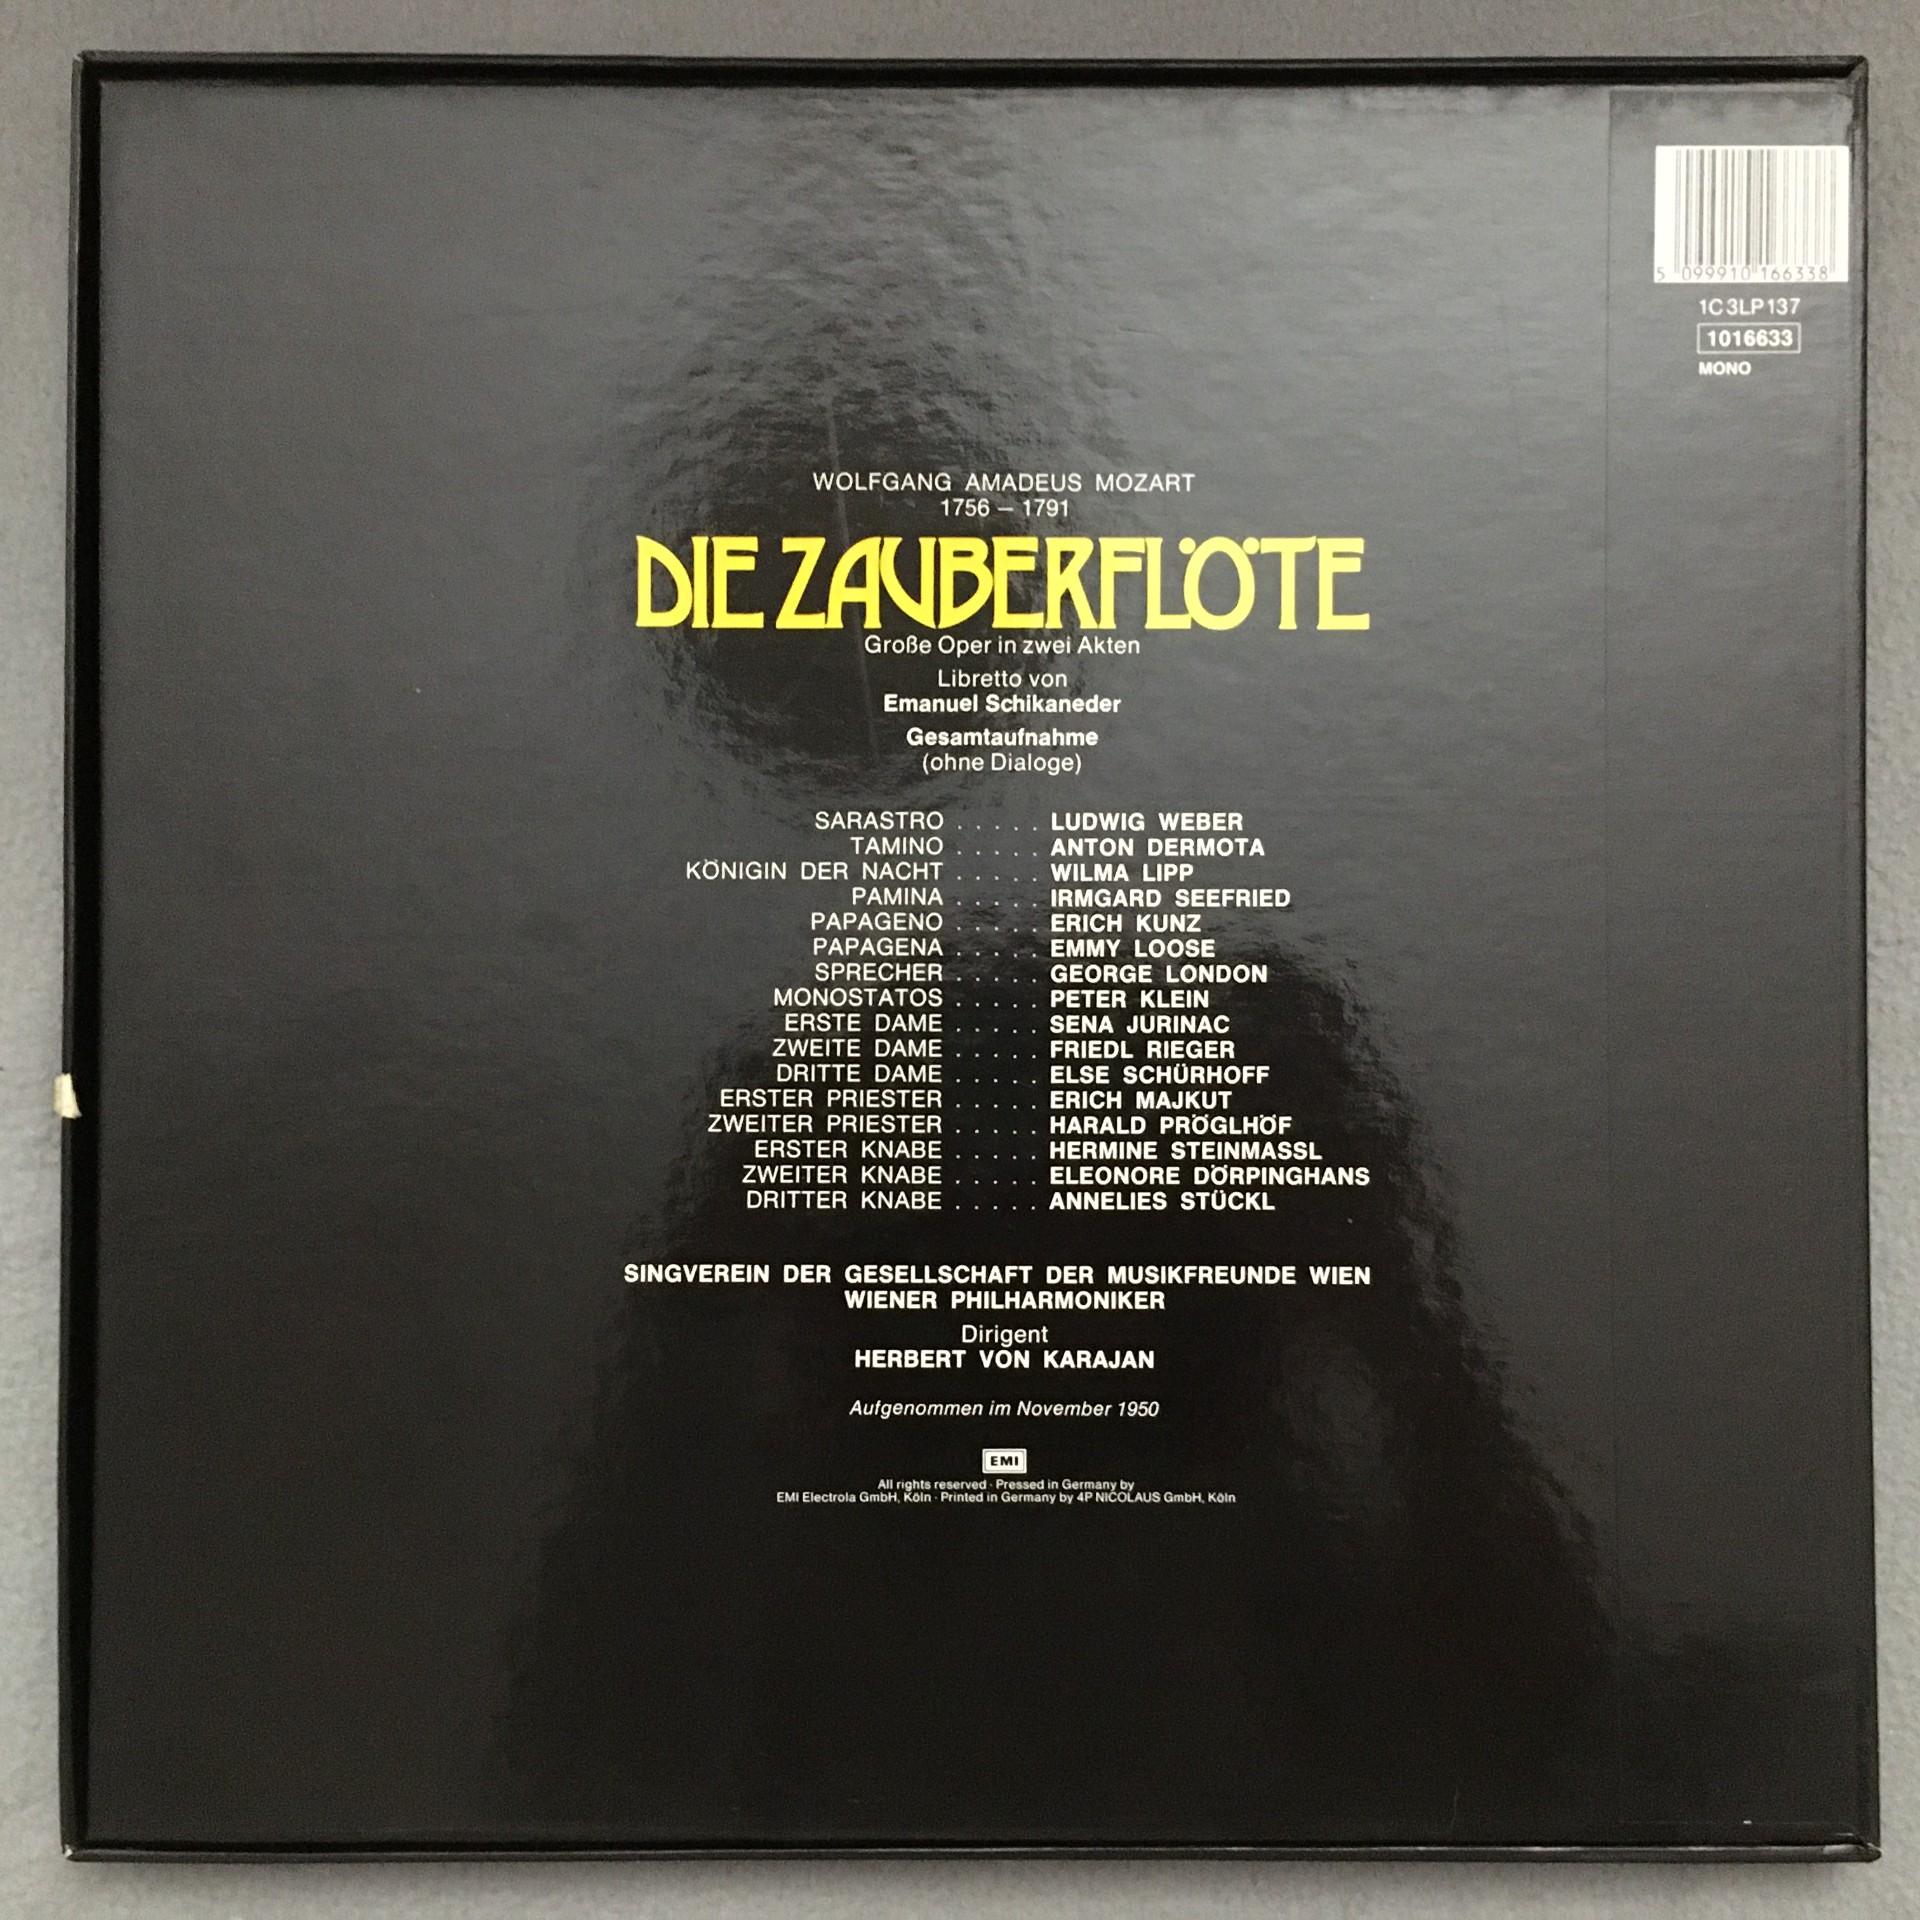 5 099910 166338
1C 3LP 137
1016633
MONO
WOLFGANG AMADEUS MOZART
1756 – 1791
DIE ZAUBERFLÖTE
Große Oper in zwei Akten
Libretto von
Emanuel Schikaneder
Gesamtaufnahme
(ohne Dialoge)
SARASTRO . . . . . LUDWIG WEBER
TAMINO . . . . . ANTON DERMOTA
KÖNIGIN DER NACHT . . . . . WILMA LIPP
PAMINA . . . . . IRMGARD SEEFRIED
PAPAGENO . . . . . ERICH KUNZ
PAPAGENA . . . . . EMMY LOOSE
SPRECHER . . . . . GEORGE LONDON
MONOSTATOS . . . . . PETER KLEIN
ERSTE DAME . . . . . SENA JURINAC
ZWEITE DAME . . . . . FRIEDL RIEGER
DRITTE DAME . . . . . ELSE SCHÜRHOFF
ERSTER PRIESTER . . . . . ERICH MAJKUT
ZWEITER PRIESTER . . . . . HARALD PRÖGLHÖF
ERSTER KNABE . . . . . HERMINE STEINMASSL
ZWEITER KNABE . . . . . ELEONORE DÖRPINGHANS
DRITTER KNABE . . . . . ANNELIES STÜCKL
SINGVEREIN DER GESELLSCHAFT DER MUSIKFREUNDE WIEN
WIENER PHILHARMONIKER
Dirigent
HERBERT VON KARAJAN
Aufgenommen im November 1950
EMI
All rights reserved · Pressed in Germany by
EMI Electrola GmbH, Köln · Printed in Germany by 4P NICOLAUS GmbH, Köln